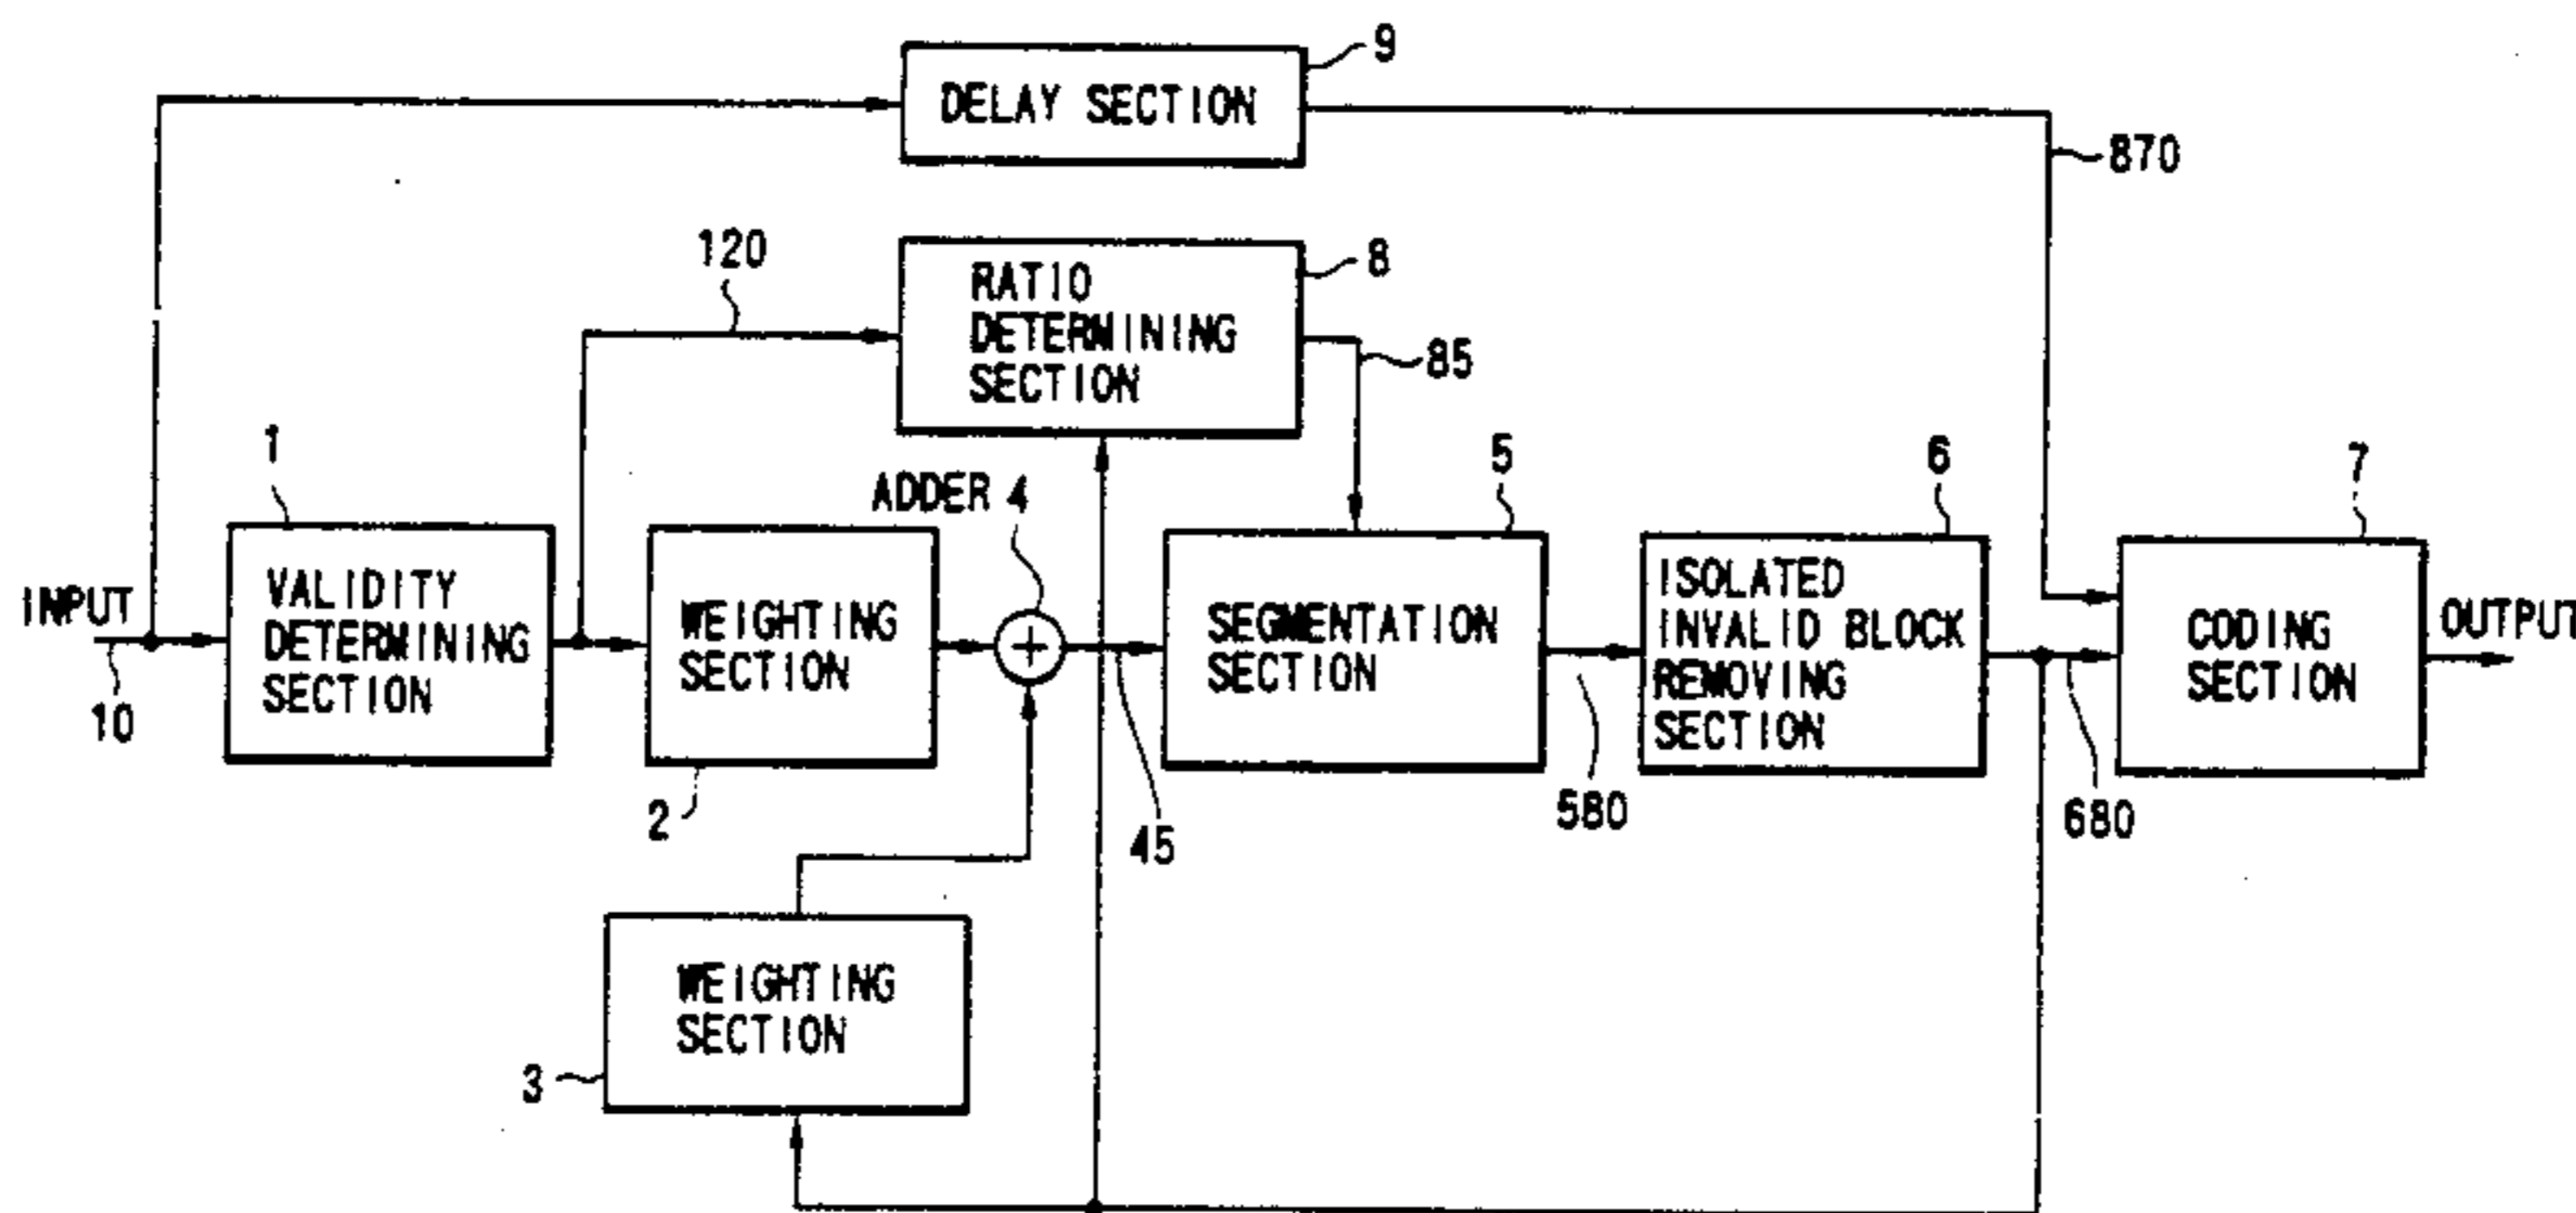 9
DELAY SECTION
870
120
8
RATIO
DETERMINING
SECTION
85
1
ADDER 4
5
6
7
INPUT
10
VALIDITY
DETERMINING
SECTION
WEIGHTING
SECTION
2
+
45
SEGMENTATION
SECTION
580
ISOLATED
INVALID BLOCK
REMOVING
SECTION
680
CODING
SECTION
OUTPUT
WEIGHTING
SECTION
3